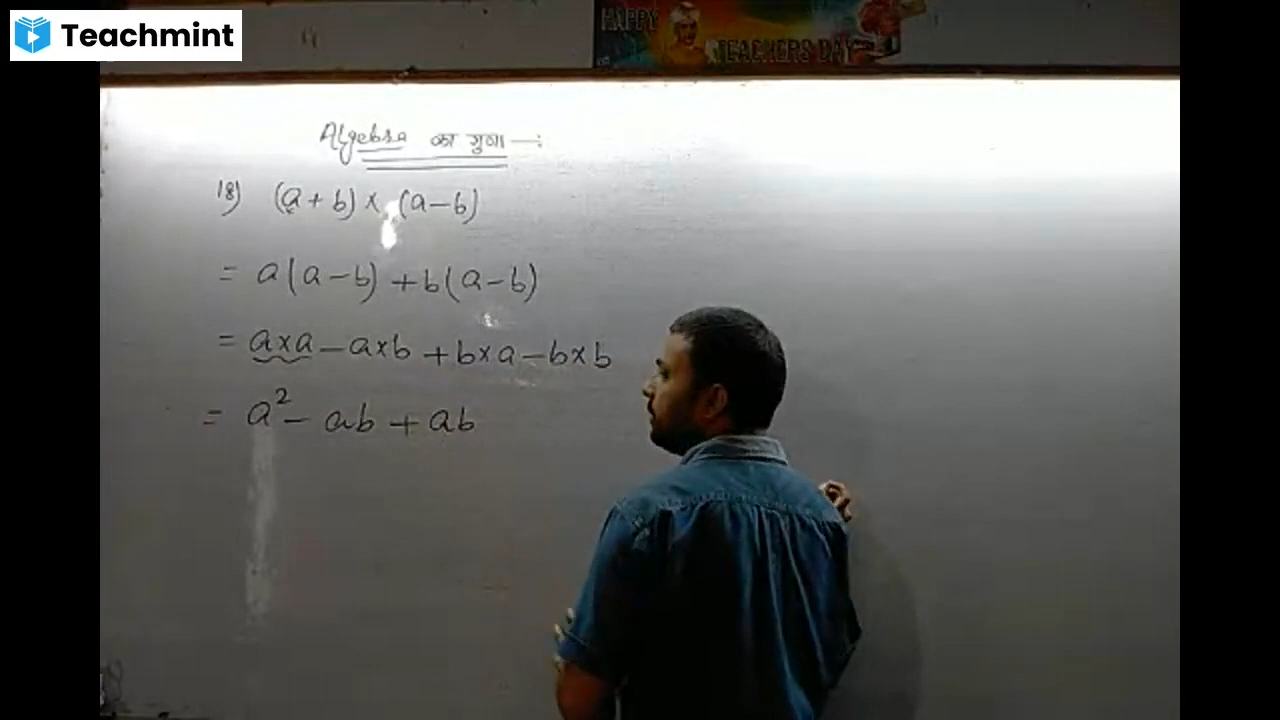 Teachmint
HAPPY
TEACHERS DAY
Algebra का गुणा —:
18) (a + b) × (a – b)
= a(a – b) + b(a – b)
= a×a – a×b + b×a – b×b
= a² – ab + ab